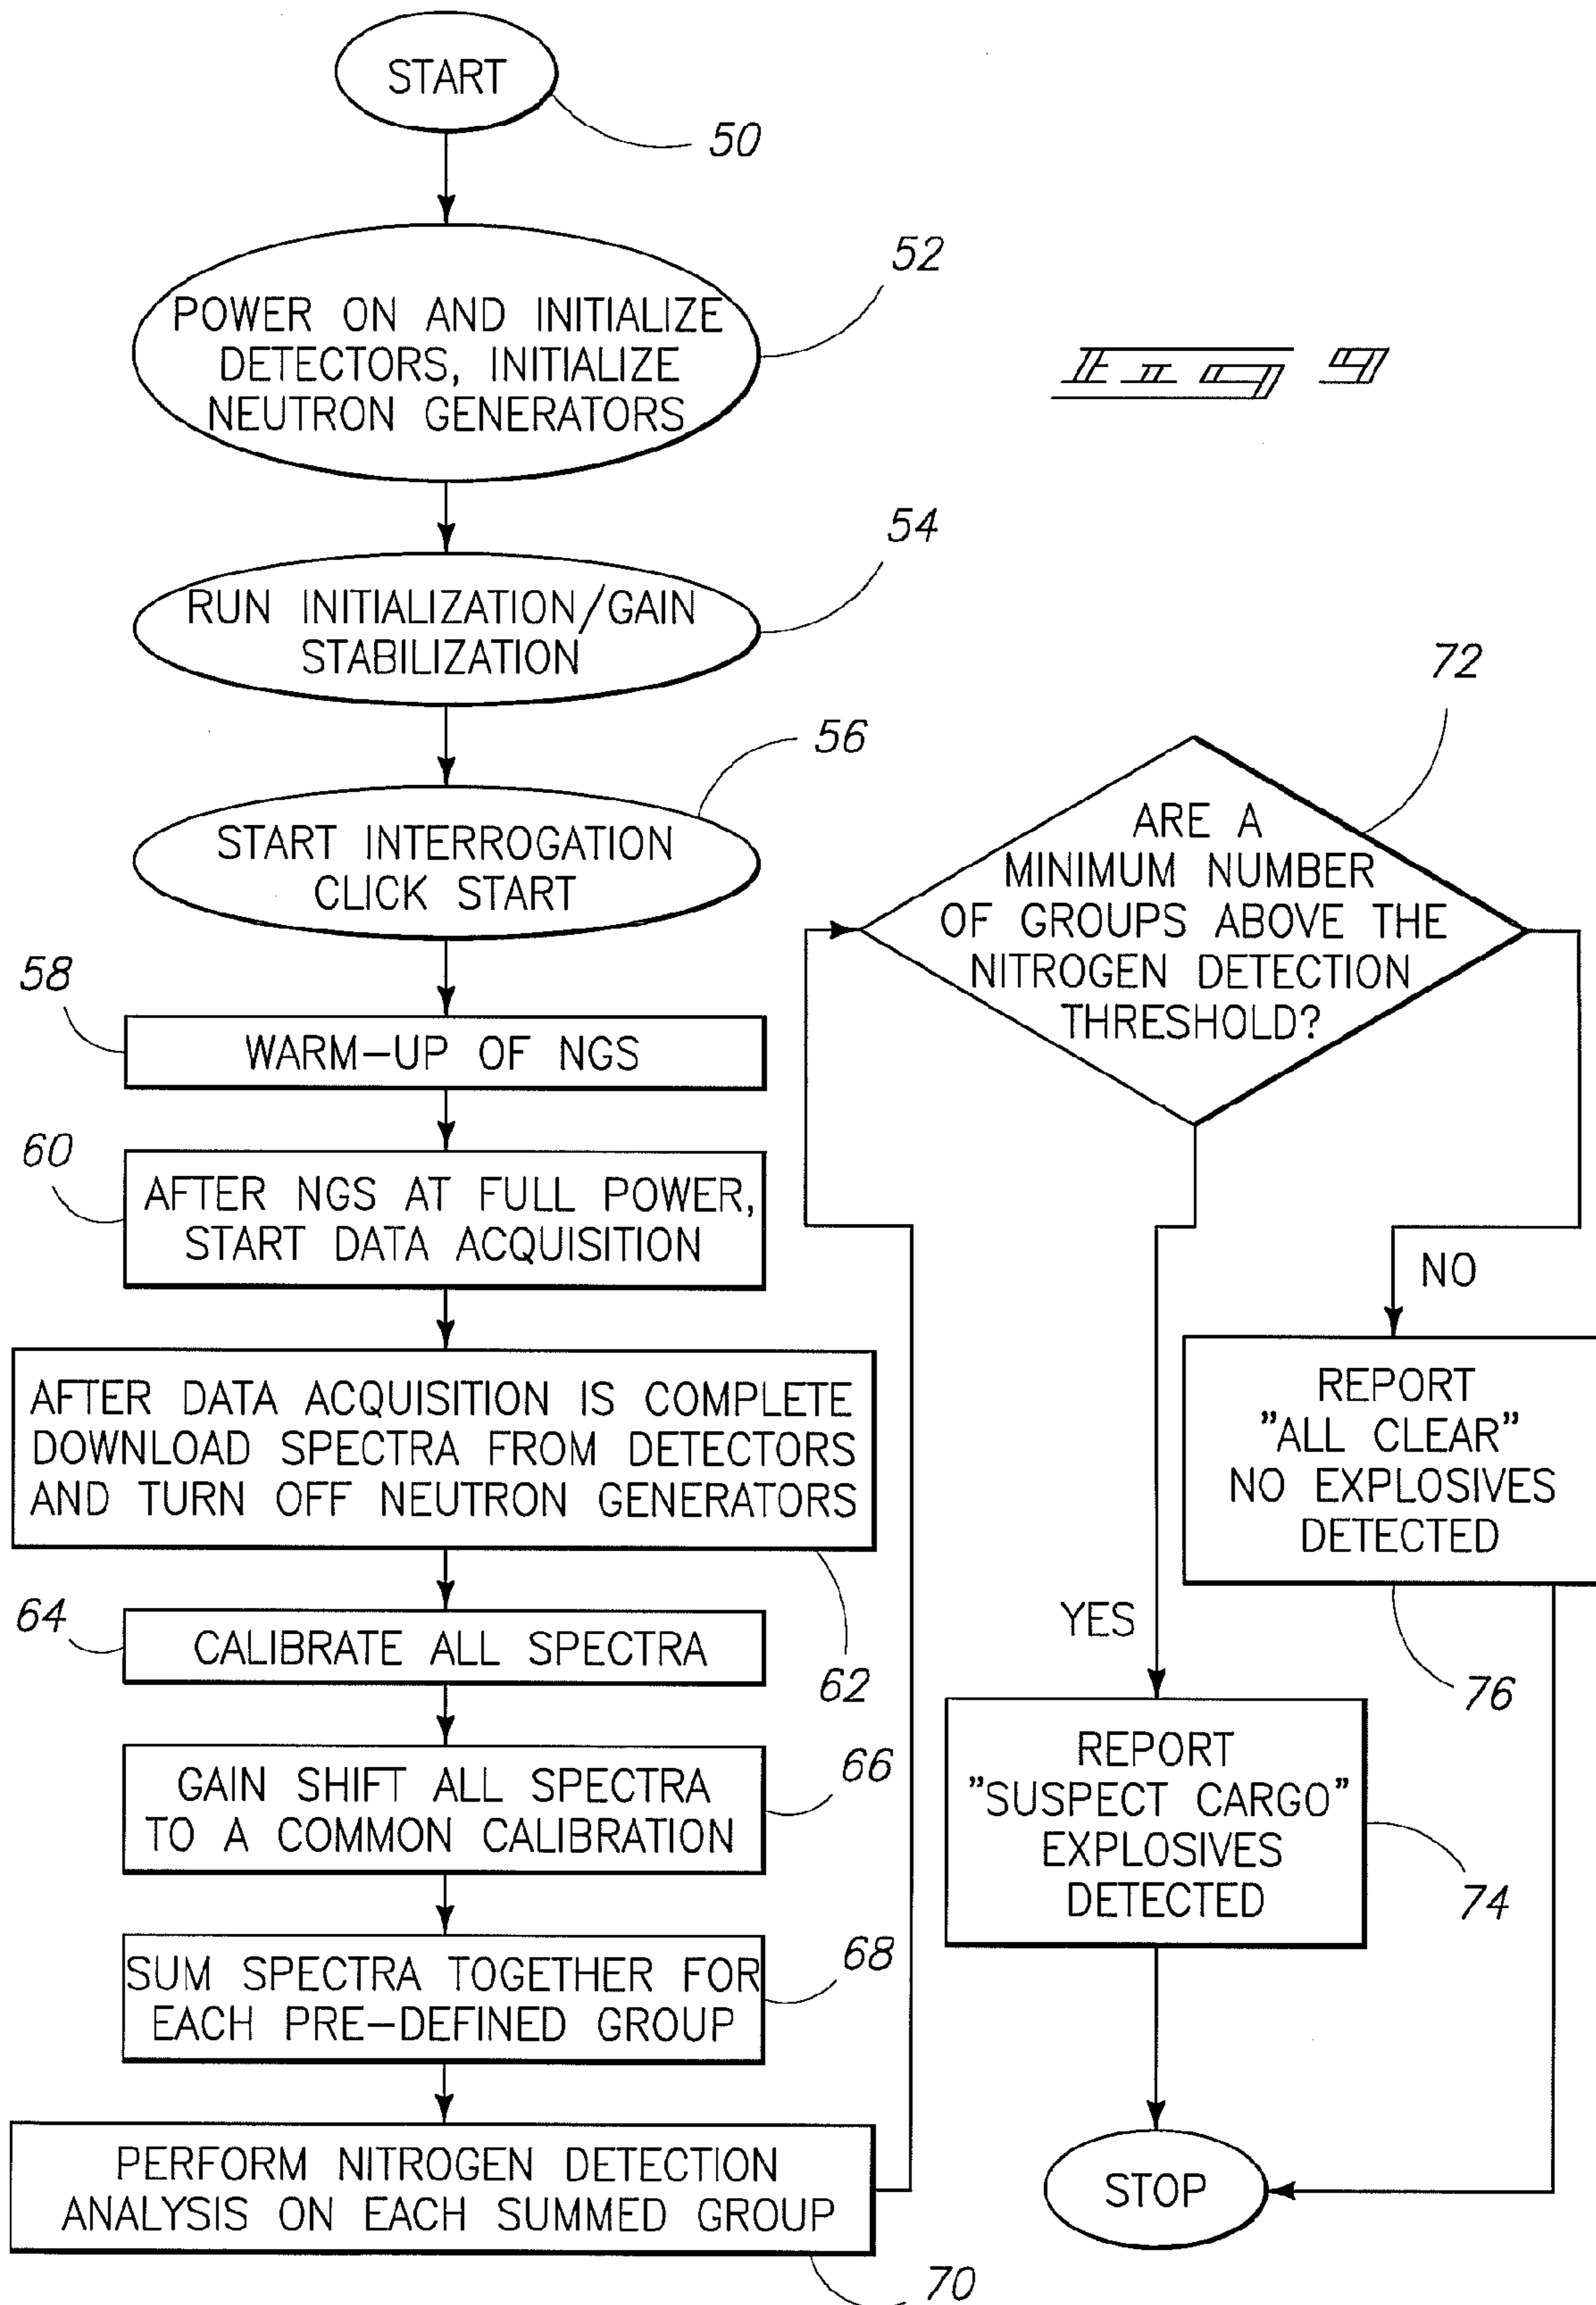 START
50
POWER ON AND INITIALIZE
DETECTORS, INITIALIZE
NEUTRON GENERATORS
52
FIG 9
RUN INITIALIZATION/GAIN
STABILIZATION
54
START INTERROGATION
CLICK START
56
58
WARM-UP OF NGS
60
AFTER NGS AT FULL POWER,
START DATA ACQUISITION
AFTER DATA ACQUISITION IS COMPLETE
DOWNLOAD SPECTRA FROM DETECTORS
AND TURN OFF NEUTRON GENERATORS
62
64
CALIBRATE ALL SPECTRA
GAIN SHIFT ALL SPECTRA
TO A COMMON CALIBRATION
66
SUM SPECTRA TOGETHER FOR
EACH PRE-DEFINED GROUP
68
PERFORM NITROGEN DETECTION
ANALYSIS ON EACH SUMMED GROUP
70
72
ARE A
MINIMUM NUMBER
OF GROUPS ABOVE THE
NITROGEN DETECTION
THRESHOLD?
NO
REPORT
"ALL CLEAR"
NO EXPLOSIVES
DETECTED
76
YES
REPORT
"SUSPECT CARGO"
EXPLOSIVES
DETECTED
74
STOP